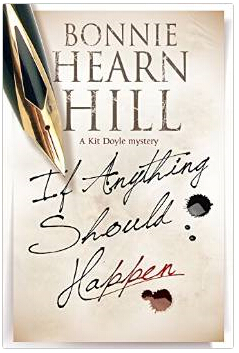 BONNIE
HEARN
HILL
A Kit Doyle mystery
If Anything
Should
Happen